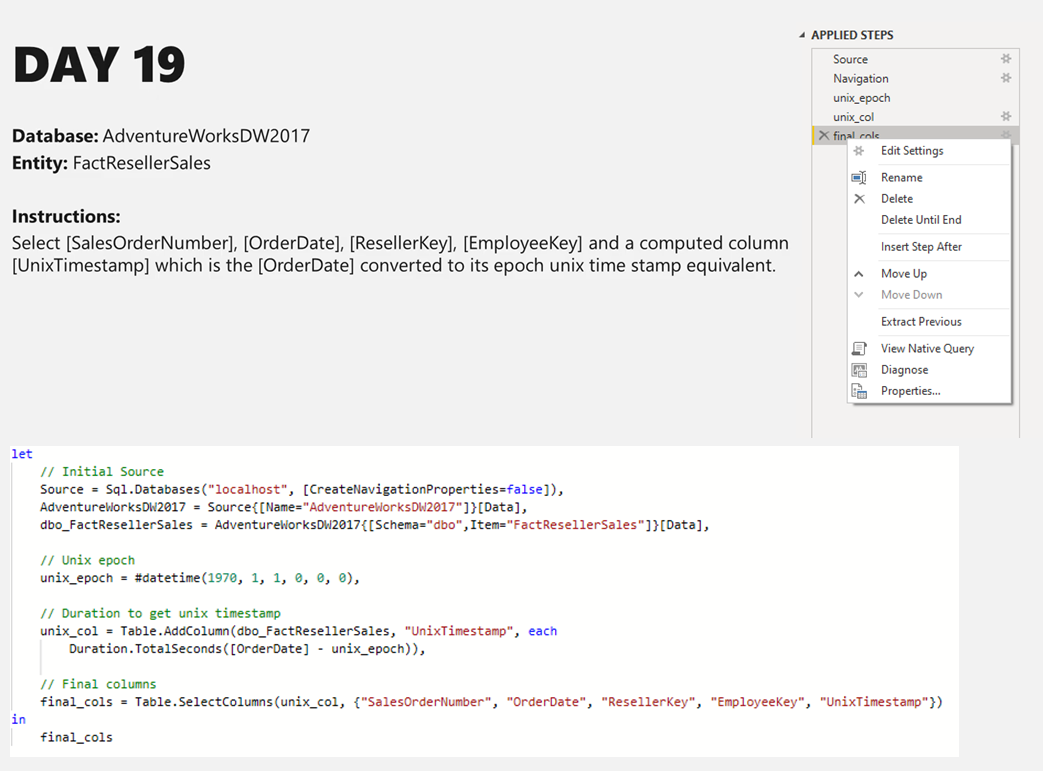 DAY 19
Database: AdventureWorksDW2017
Entity: FactResellerSales
Instructions:
Select [SalesOrderNumber], [OrderDate], [ResellerKey], [EmployeeKey] and a computed column
[UnixTimestamp] which is the [OrderDate] converted to its epoch unix time stamp equivalent.
APPLIED STEPS
Source
Navigation
unix_epoch
unix_col
final_cols
Edit Settings
Rename
Delete
Delete Until End
Insert Step After
Move Up
Move Down
Extract Previous
View Native Query
Diagnose
Properties...
let
// Initial Source
Source = Sql.Databases("localhost", [CreateNavigationProperties=false]),
AdventureWorksDW2017 = Source{[Name="AdventureWorksDW2017"]}[Data],
dbo_FactResellerSales = AdventureWorksDW2017{[Schema="dbo",Item="FactResellerSales"]}[Data],
// Unix epoch
unix_epoch = #datetime(1970, 1, 1, 0, 0, 0),
// Duration to get unix timestamp
unix_col = Table.AddColumn(dbo_FactResellerSales, "UnixTimestamp", each
Duration.TotalSeconds([OrderDate] - unix_epoch)),
// Final columns
final_cols = Table.SelectColumns(unix_col, {"SalesOrderNumber", "OrderDate", "ResellerKey", "EmployeeKey", "UnixTimestamp"})
in
final_cols